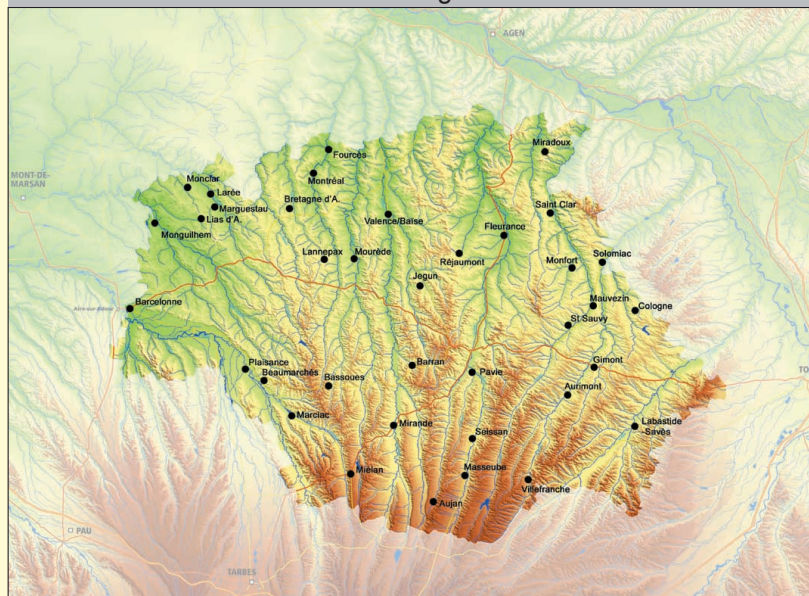 AGEN
Miradoux
Fourcès
MONT-DE-
MARSAN
Montréal
Monclar
Larée
Marguestau
Bretagne d'A.
Lias d'A.
Valence/Baïse
Saint Clar
Monguilhem
Fleurance
Lannepax
Mourède
Réjaumont
Monfort
Solomiac
Jegun
Barcelonne
Mauvezin
Cologne
St Sauvy
Plaisance
Beaumarchés
Bassoues
Barran
Pavie
Gimont
Aurimont
Marciac
Mirande
Seissan
Labastide
-Savès
Miélan
Masseube
Villefranche
Aujan
PAU
TARBES